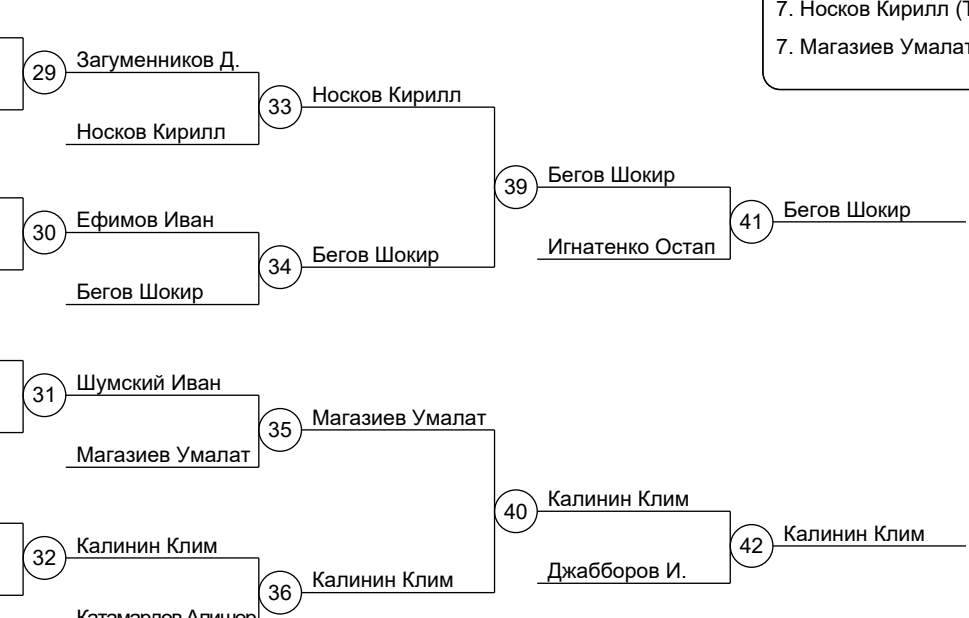 7. Носков Кирилл (
7. Магазиев Умалат
29
Загуменников Д.
33
Носков Кирилл
Носков Кирилл
39
Бегов Шокир
30
Ефимов Иван
41
Бегов Шокир
34
Бегов Шокир
Игнатенко Остап
Бегов Шокир
31
Шумский Иван
35
Магазиев Умалат
Магазиев Умалат
40
Калинин Клим
32
Калинин Клим
42
Калинин Клим
36
Калинин Клим
Джабборов И.